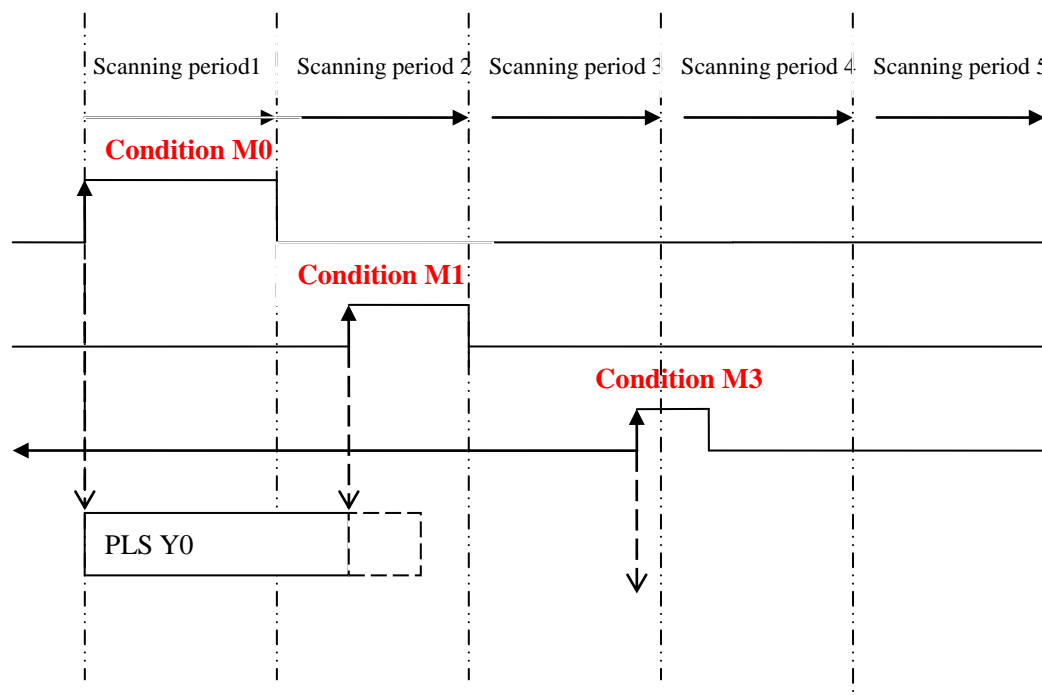 Scanning period1 Scanning period 2 Scanning period 3 Scanning period 4 Scanning period 5
Condition M0
Condition M1
Condition M3
PLS Y0